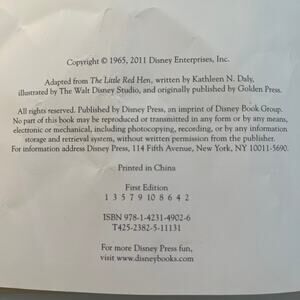 Copyright © 1965, 2011 Disney Enterprises, Inc.
Adapted from The Little Red Hen, written by Kathleen N. Daly,
illustrated by The Walt Disney Studio, and originally published by Golden Press.
All rights reserved. Published by Disney Press, an imprint of Disney Book Group.
No part of this book may be reproduced or transmitted in any form or by any means,
electronic or mechanical, including photocopying, recording, or by any information
storage and retrieval system, without written permission from the publisher.
For information address Disney Press, 114 Fifth Avenue, New York, NY 10011-5690.
Printed in China
First Edition
1 3 5 7 9 10 8 6 4 2
ISBN 978-1-4231-4902-6
T425-2382-5-11131
For more Disney Press fun,
visit www.disneybooks.com